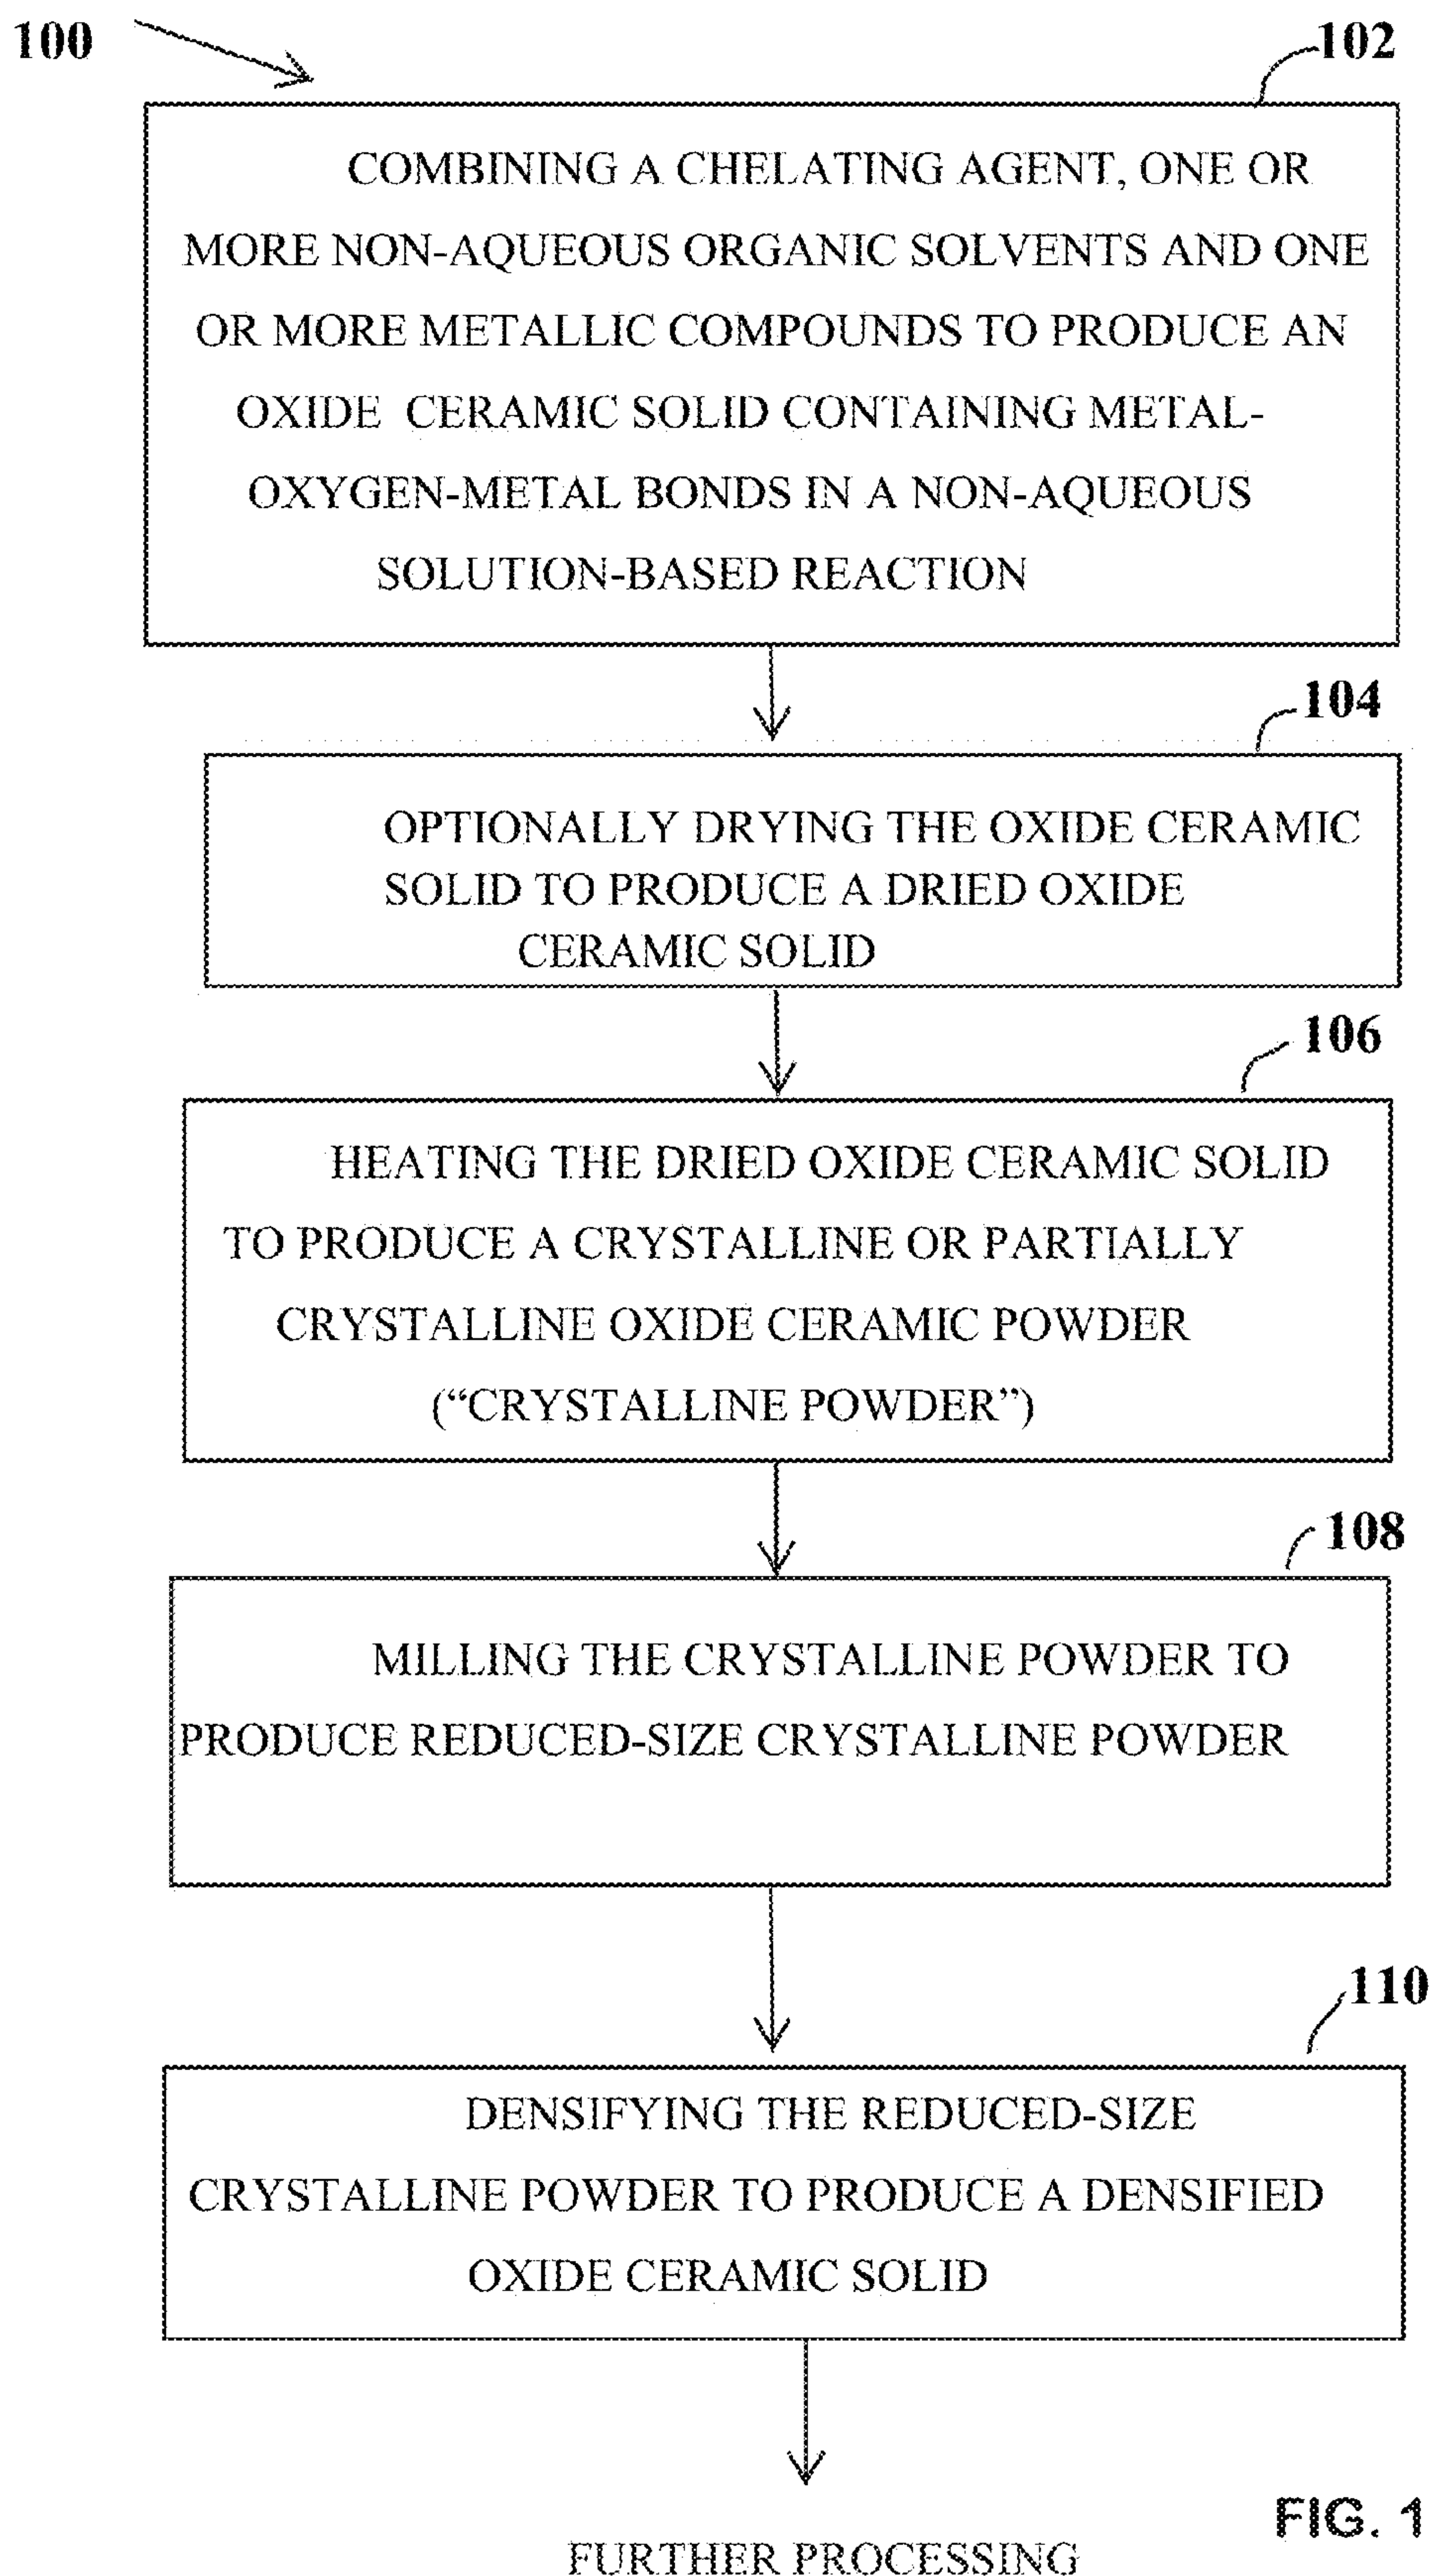 100
102
COMBINING A CHELATING AGENT, ONE OR
MORE NON-AQUEOUS ORGANIC SOLVENTS AND ONE
OR MORE METALLIC COMPOUNDS TO PRODUCE AN
OXIDE CERAMIC SOLID CONTAINING METAL-
OXYGEN-METAL BONDS IN A NON-AQUEOUS
SOLUTION-BASED REACTION
104
OPTIONALLY DRYING THE OXIDE CERAMIC
SOLID TO PRODUCE A DRIED OXIDE
CERAMIC SOLID
106
HEATING THE DRIED OXIDE CERAMIC SOLID
TO PRODUCE A CRYSTALLINE OR PARTIALLY
CRYSTALLINE OXIDE CERAMIC POWDER
(“CRYSTALLINE POWDER”)
108
MILLING THE CRYSTALLINE POWDER TO
PRODUCE REDUCED-SIZE CRYSTALLINE POWDER
110
DENSIFYING THE REDUCED-SIZE
CRYSTALLINE POWDER TO PRODUCE A DENSIFIED
OXIDE CERAMIC SOLID
FIG. 1
FURTHER PROCESSING